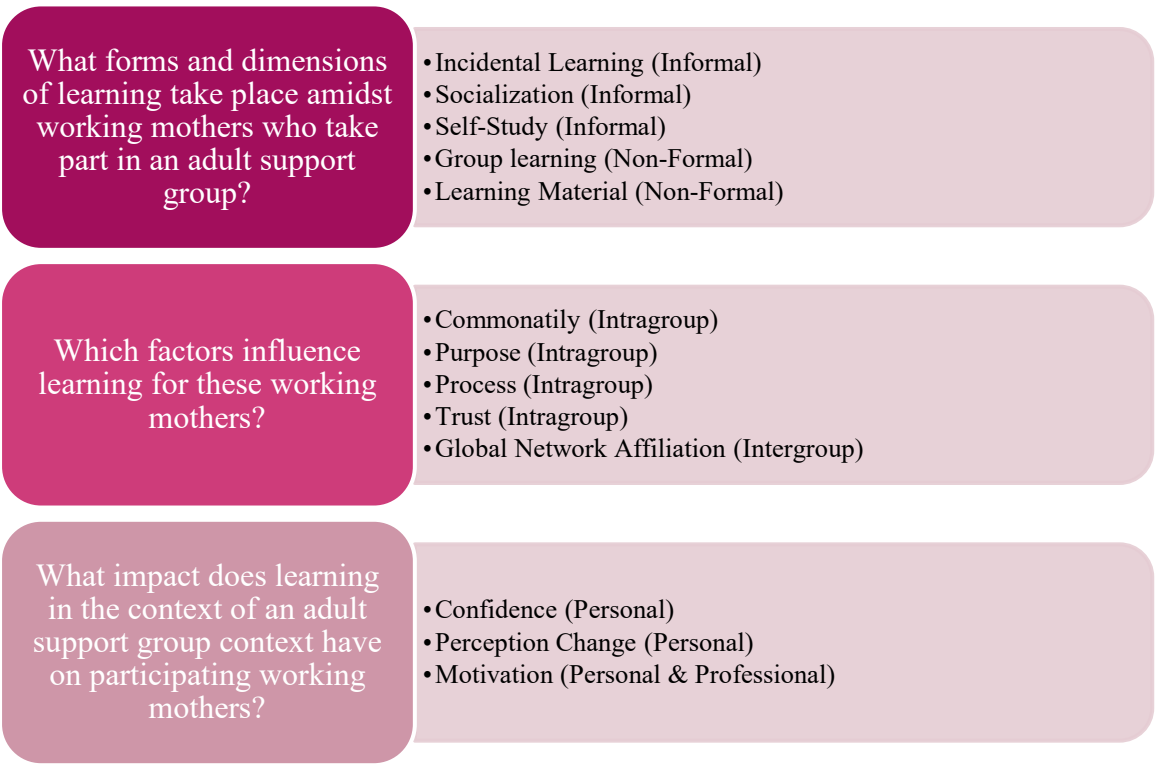 What forms and dimensions
of learning take place amidst
working mothers who take
part in an adult support
group?
•Incidental Learning (Informal)
•Socialization (Informal)
•Self-Study (Informal)
•Group learning (Non-Formal)
•Learning Material (Non-Formal)
Which factors influence
learning for these working
mothers?
•Commonatily (Intragroup)
•Purpose (Intragroup)
•Process (Intragroup)
•Trust (Intragroup)
•Global Network Affiliation (Intergroup)
What impact does learning
in the context of an adult
support group context have
on participating working
mothers?
•Confidence (Personal)
•Perception Change (Personal)
•Motivation (Personal & Professional)